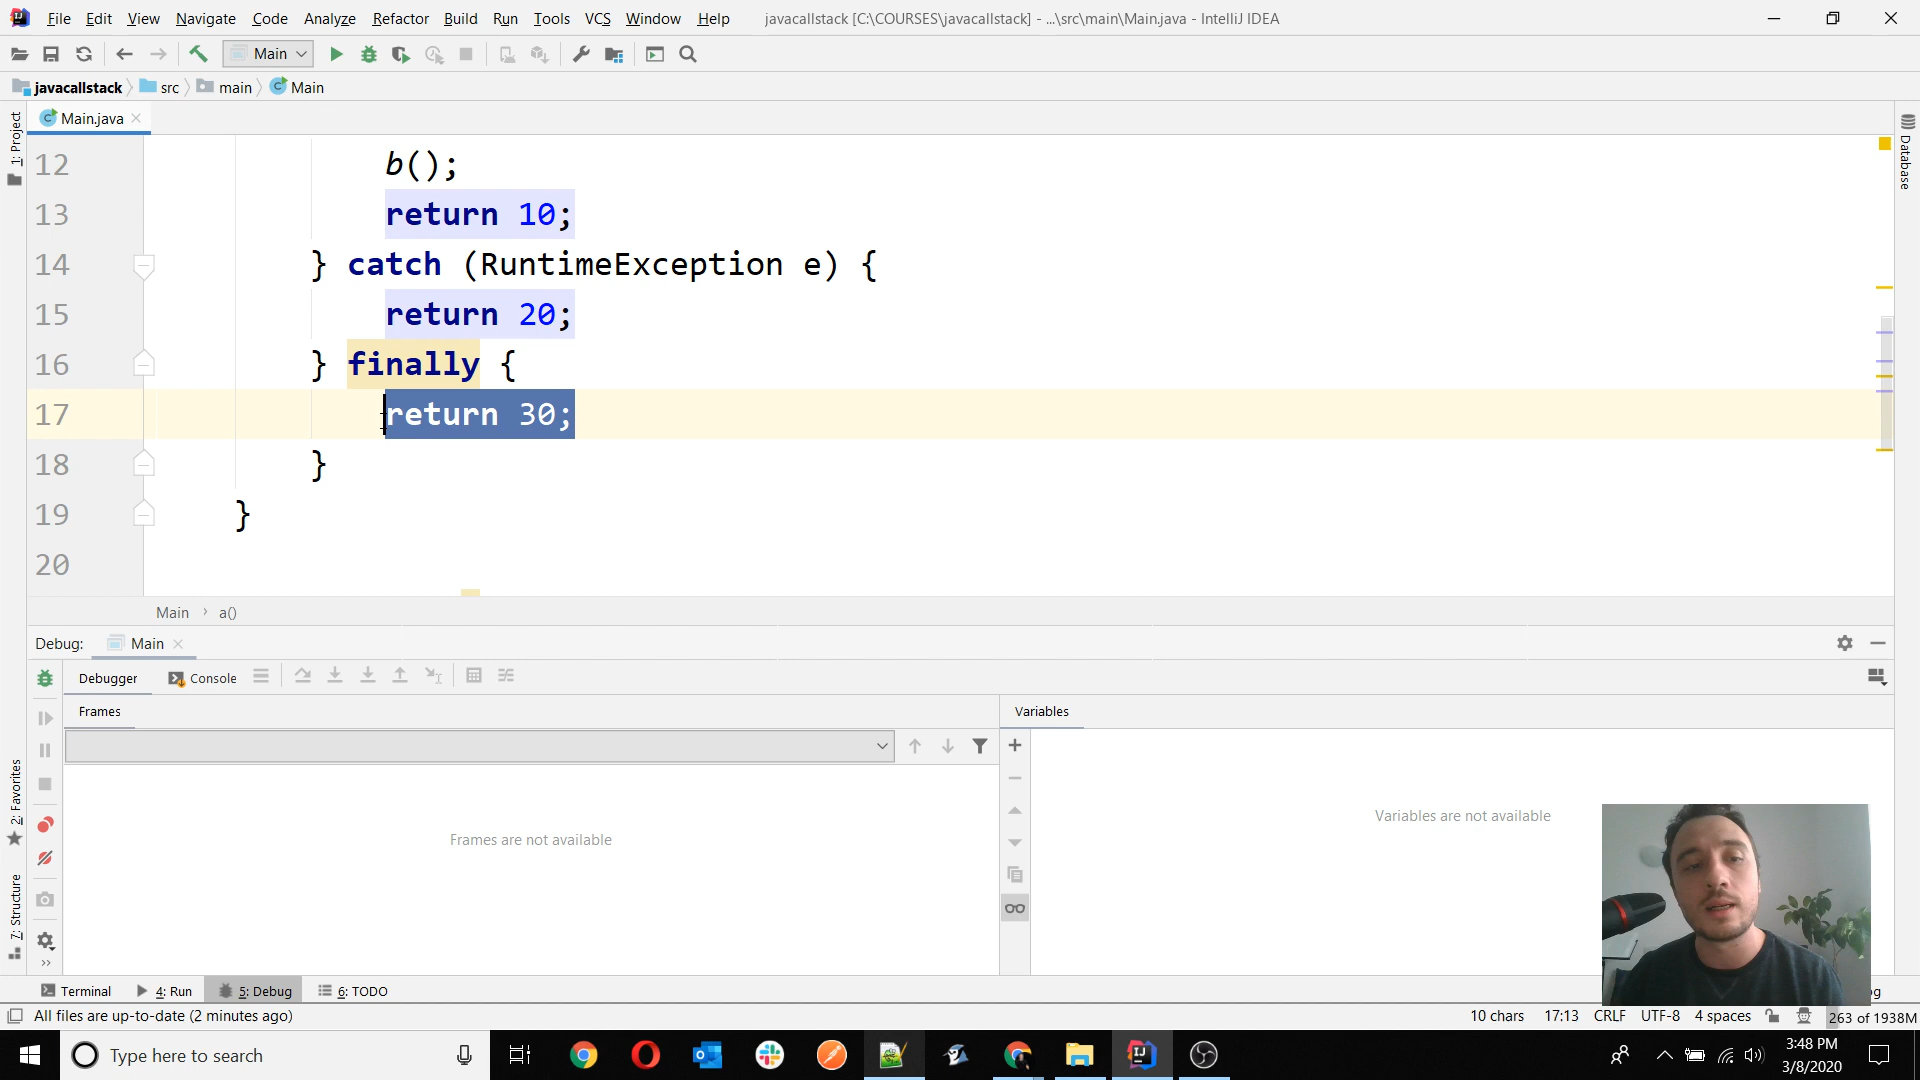 File Edit View Navigate Code Analyze Refactor Build Run Tools VCS Window Help javacallstack [C:\COURSES\javacallstack] - ...\src\main\Main.java - IntelliJ IDEA
Main
javacallstack src main Main
Main.java
1: Project
Database
12 b();
13 return 10;
14 } catch (RuntimeException e) {
15 return 20;
16 } finally {
17 return 30;
18 }
19 }
20
Main › a()
Debug: Main
Debugger Console
Frames Variables
Frames are not available
Variables are not available
2: Favorites
7: Structure
Terminal 4: Run 5: Debug 6: TODO
All files are up-to-date (2 minutes ago) 10 chars 17:13 CRLF UTF-8 4 spaces 263 of 1938M
Type here to search
3:48 PM
3/8/2020